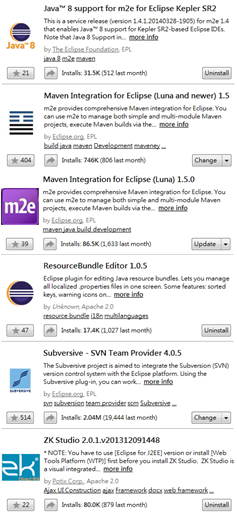 Java™ 8 support for m2e for Eclipse Kepler SR2
This is a service release (version 1.4.1.20140328-1905) for m2e 1.4
that enables Java™ 8 support for Kepler SR2-based Eclipse IDEs.
Note that Java 8 Support in... more info
by The Eclipse Foundation, EPL
java 8 m2e maven
21 Installs: 31.5K (512 last month) Uninstall
Maven Integration for Eclipse (Luna and newer) 1.5
m2e provides comprehensive Maven integration for Eclipse. You
can use m2e to manage both simple and multi-module Maven
projects, execute Maven builds via the... more info
by Eclipse.org, EPL
build java maven Development maveney ...
404 Installs: 746K (806 last month) Change
Maven Integration for Eclipse (Luna) 1.5.0
m2e
m2e provides comprehensive Maven integration for Eclipse. You
can use m2e to manage both simple and multi-module Maven
projects, execute Maven builds via the... more info
by Eclipse.org, EPL
maven java build development
39 Installs: 86.5K (1,633 last month) Update
ResourceBundle Editor 1.0.5
Eclipse plugin for editing Java resource bundles. Lets you manage
all localized .properties files in one screen. Some features: sorted
keys, warning icons on... more info
by Unknown, Apache 2.0
resource bundle i18n multilanguages
47 Installs: 17.4K (1,027 last month) Uninstall
Subversive - SVN Team Provider 4.0.5
The Subversive project is aimed to integrate the Subversion (SVN)
version control system with the Eclipse platform. Using the
Subversive plug-in, you can work... more info
by Eclipse.org, EPL
svn subversion team provider scm Subversive ...
514 Installs: 2.04M (19,444 last month) Change
ZK Studio 2.0.1.v201312091448
ZK
* NOTE: You have to use [Eclipse for J2EE] version or install [Web
Tools Platform (WTP)] first before you install ZK Studio. ZK Studio is
a visual integrated... more info
by Potix Corp., Apache 2.0
Ajax UI Construction ajax Framework docx web framework ...
22 Installs: 80.0K (879 last month) Uninstall